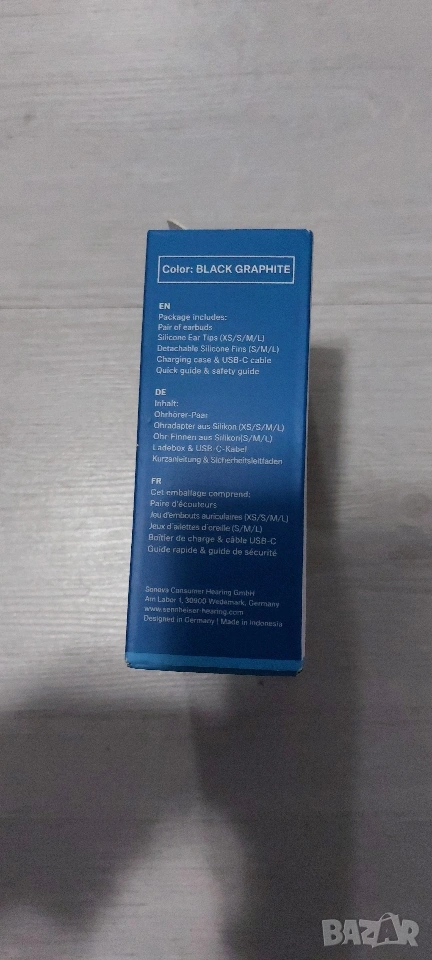 Color: BLACK GRAPHITE
EN
Package includes:
Pair of earbuds
Silicone Ear Tips (XS/S/M/L)
Detachable Silicone Fins (S/M/L)
Charging case & USB-C cable
Quick guide & safety guide
DE
Inhalt:
Ohrhörer-Paar
Ohradapter aus Silikon (XS/S/M/L)
Ohr-Finnen aus Silikon(S/M/L)
Ladebox & USB-C-Kabel
Kurzanleitung & Sicherheitsleitfaden
FR
Cet emballage comprend:
Paire d'écouteurs
Jeu d'embouts auriculaires (XS/S/M/L)
Jeux d'ailettes d'oreille (S/M/L)
Boîtier de charge & câble USB-C
Guide rapide & guide de sécurité
Sonova Consumer Hearing GmbH
Am Labor 1, 30900 Wedemark, Germany
www.sennheiser-hearing.com
Designed in Germany | Made in Indonesia
BAZAR